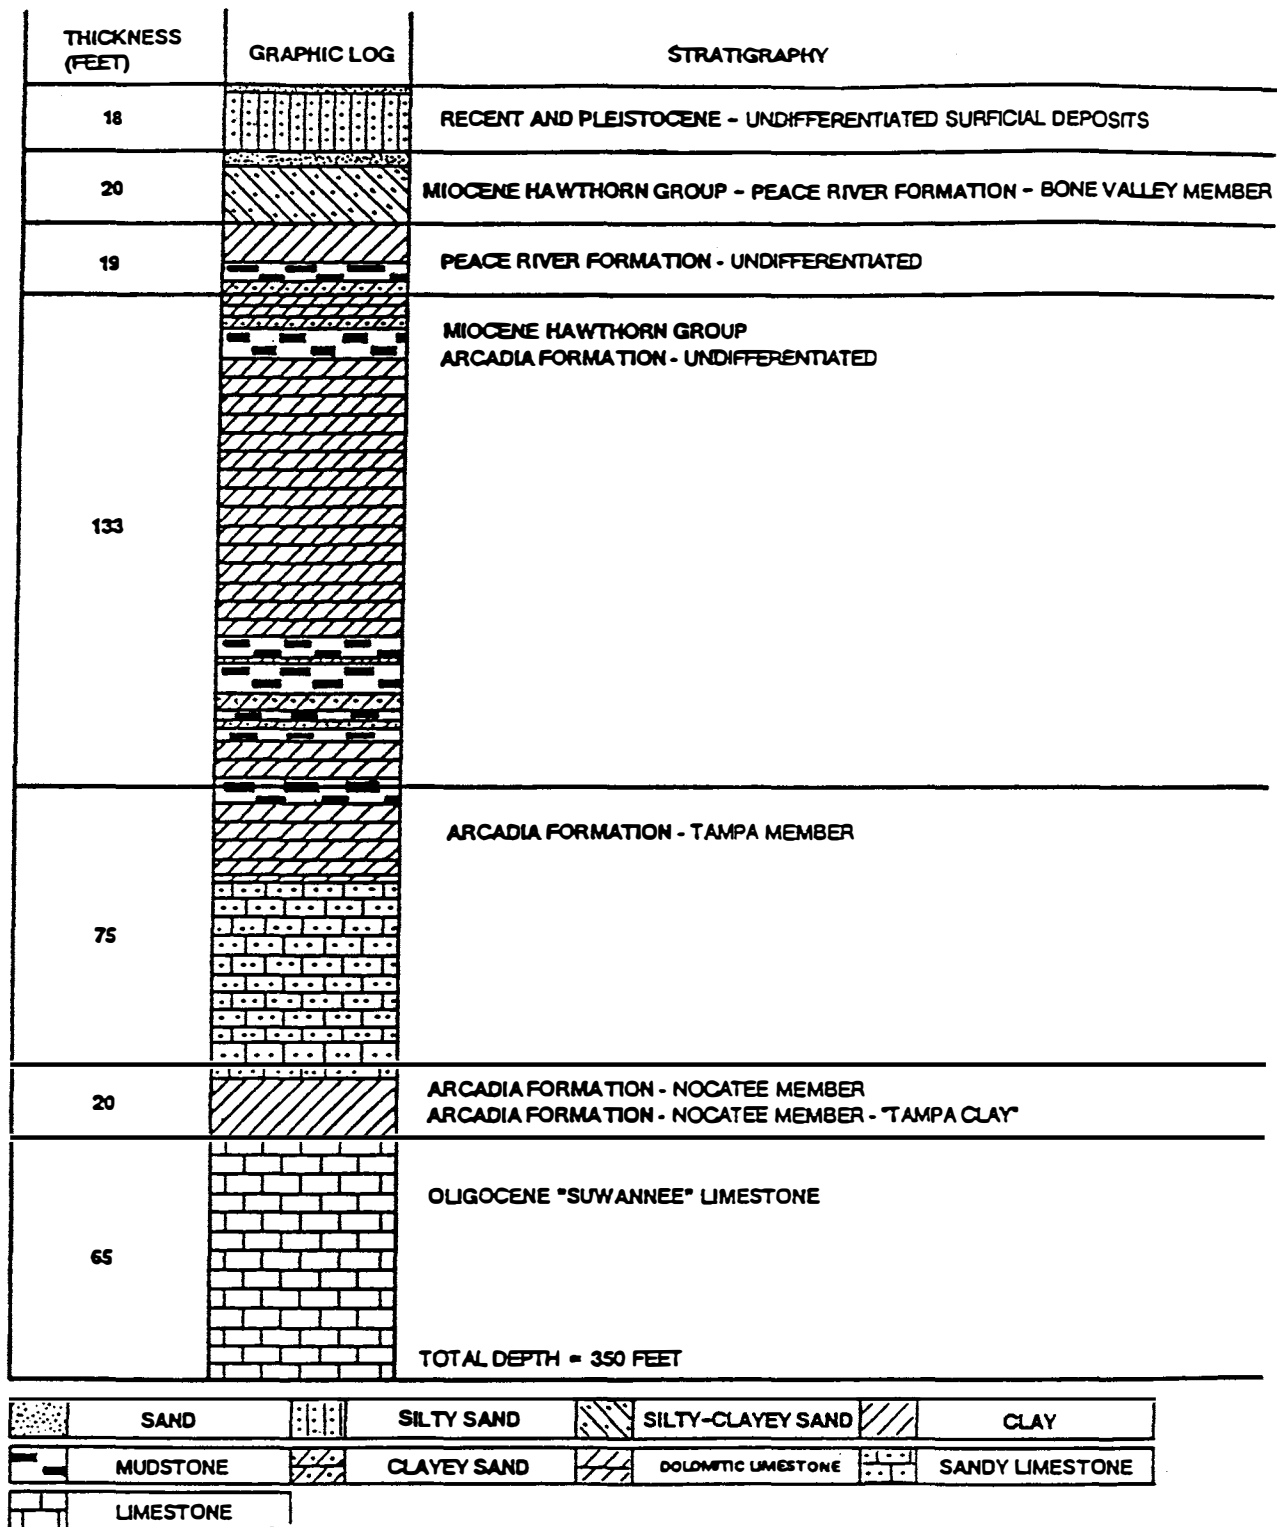 THICKNESS
(FEET)
GRAPHIC LOG
STRATIGRAPHY
18
RECENT AND PLEISTOCENE - UNDIFFERENTIATED SURFICIAL DEPOSITS
20
MIOCENE HAWTHORN GROUP - PEACE RIVER FORMATION - BONE VALLEY MEMBER
19
PEACE RIVER FORMATION - UNDIFFERENTIATED
133
MIOCENE HAWTHORN GROUP
ARCADIA FORMATION - UNDIFFERENTIATED
75
ARCADIA FORMATION - TAMPA MEMBER
20
ARCADIA FORMATION - NOCATEE MEMBER
ARCADIA FORMATION - NOCATEE MEMBER - "TAMPA CLAY"
65
OLIGOCENE "SUWANNEE" LIMESTONE
TOTAL DEPTH = 350 FEET
SAND
SILTY SAND
SILTY-CLAYEY SAND
CLAY
MUDSTONE
CLAYEY SAND
DOLOMITIC LIMESTONE
SANDY LIMESTONE
LIMESTONE